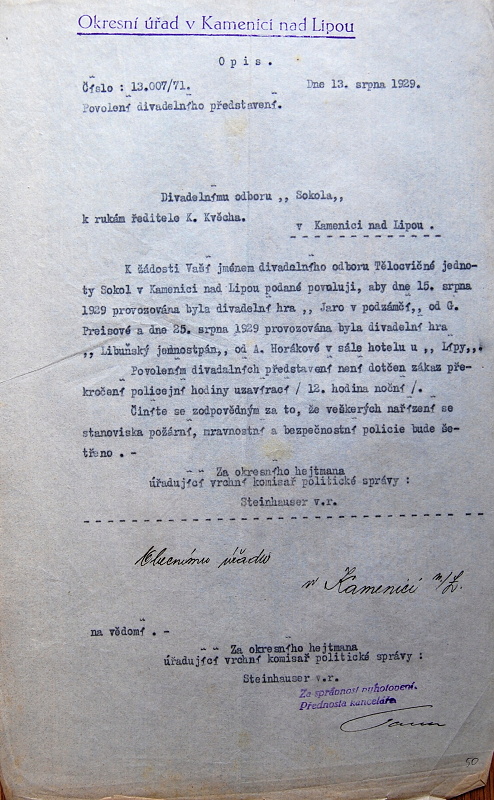 Okresní úřad v Kamenici nad Lipou
Opis.
Číslo : 13.007/71. Dne 13. srpna 1929.
Povolení divadelního představení.
Divadelnímu odboru ,, Sokola,,
k rukám ředitele K. Kvěcha.
v Kamenici nad Lipou .
K žádosti Vaší jménem divadelního odboru Tělocvičné jedno-
ty Sokol v Kamenici nad Lipou podané povoluji, aby dne 15. srpna
1929 provozována byla divadelní hra ,, Jaro v podzámčí,, od G.
Preisové a dne 25. srpna 1929 provozována byla divadelní hra
,, Libuňský jemnostpán,, od A. Horákové v sále hotelu u ,, Lípy,,.
Povolením divadalních představení není dotčen zákaz pře-
kročení policejní hodiny uzavírací / 12. hodina noční /.
Činíte se zodpovědným za to, že veškerých nařízení se
stanoviska požární, mravnostní a bezpečnostní policie bude še-
třeno . -
Za okresního hejtmana
úřadující vrchní komisař politické správy :
Steinhauser v.r.
Obecnímu úřadu
v Kamenici n/L.
na vědomí . -
Za okresního hejtmana
úřadující vrchní komisař politické správy :
Steinhauser v.r.
Za správnost vyhotovení.
Přednosta kanceláře
50